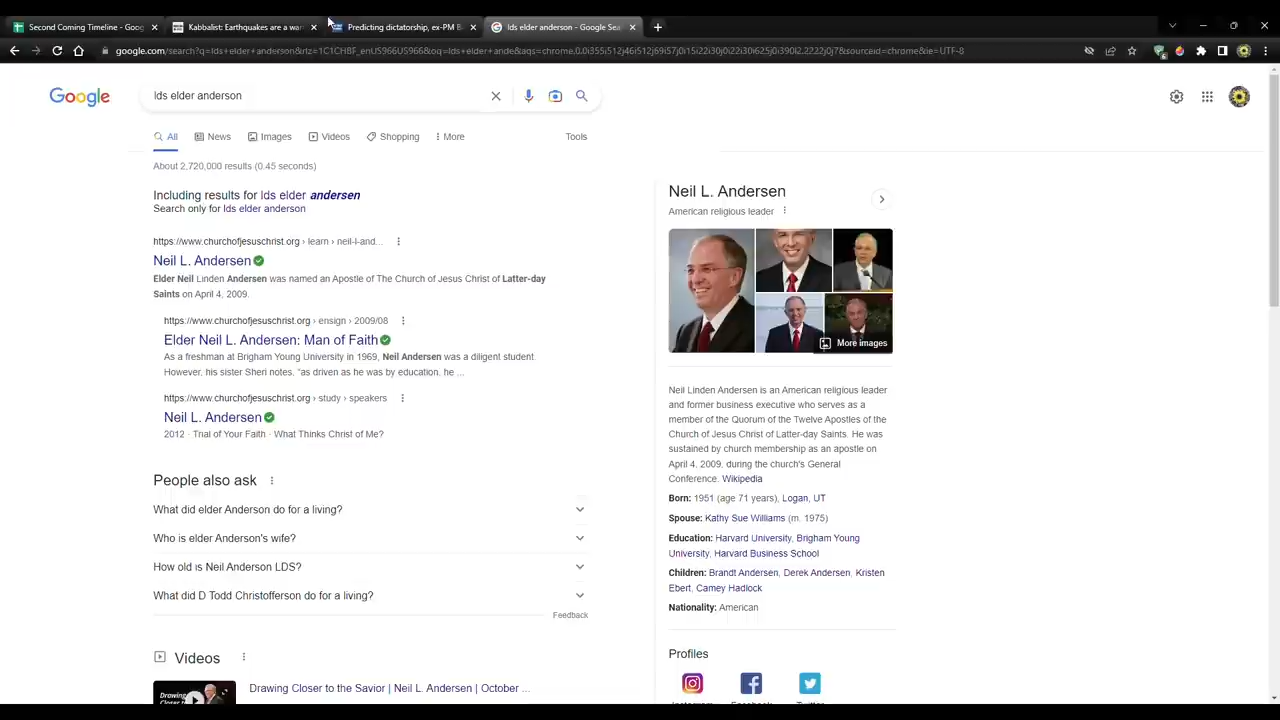 Second Coming Timeline - Goog
Kabbalist: Earthquakes are a war
Predicting dictatorship, ex-PM B
lds elder anderson - Google Sea
google.com/search?q=lds+elder+anderson&rlz=1C1CHBF_enUS966US966&oq=lds+elder+ande&aqs=chrome.
Google
lds elder anderson
All
News
Images
Videos
Shopping
More
Tools
About 2,720,000 results (0.45 seconds)
Including results for lds elder andersen
Search only for lds elder anderson
https://www.churchofjesuschrist.org › learn › neil-l-and...
Neil L. Andersen
Elder Neil Linden Andersen was named an Apostle of The Church of Jesus Christ of Latter-day
Saints on April 4, 2009.
https://www.churchofjesuschrist.org › ensign › 2009/08
Elder Neil L. Andersen: Man of Faith
As a freshman at Brigham Young University in 1969, Neil Andersen was a diligent student.
However, his sister Sheri notes, “as driven as he was by education, he ...
https://www.churchofjesuschrist.org › study › speakers
Neil L. Andersen
2012 · Trial of Your Faith · What Thinks Christ of Me?
People also ask
What did elder Anderson do for a living?
Who is elder Anderson's wife?
How old is Neil Anderson LDS?
What did D Todd Christofferson do for a living?
Feedback
Videos
Drawing
Closer to
Drawing Closer to the Savior | Neil L. Andersen | October ...
Neil L. Andersen
American religious leader
More images
Neil Linden Andersen is an American religious leader
and former business executive who serves as a
member of the Quorum of the Twelve Apostles of the
Church of Jesus Christ of Latter-day Saints. He was
sustained by church membership as an apostle on
April 4, 2009, during the church's General
Conference. Wikipedia
Born: 1951 (age 71 years), Logan, UT
Spouse: Kathy Sue Williams (m. 1975)
Education: Harvard University, Brigham Young
University, Harvard Business School
Children: Brandt Andersen, Derek Andersen, Kristen
Ebert, Camey Hadlock
Nationality: American
Profiles